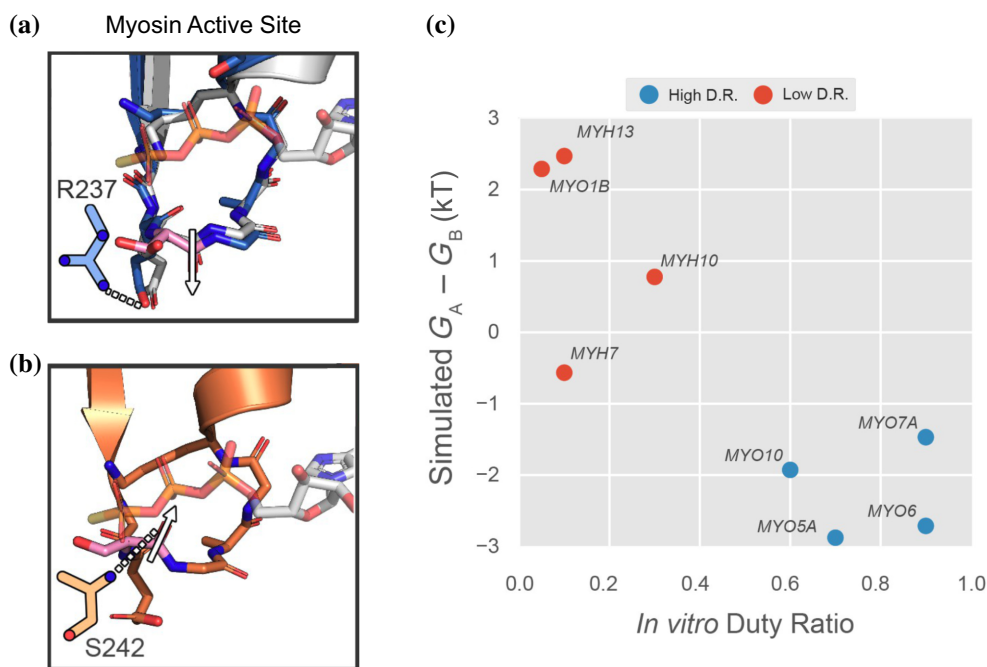 (a)
Myosin Active Site
R237
(b)
S242
(c)
High D.R.
Low D.R.
Simulated G_A − G_B (kT)
3
2
1
0
−1
−2
−3
MYH13
MYO1B
MYH10
MYH7
MYO7A
MYO10
MYO6
MYO5A
0.0 0.2 0.4 0.6 0.8 1.0
In vitro Duty Ratio